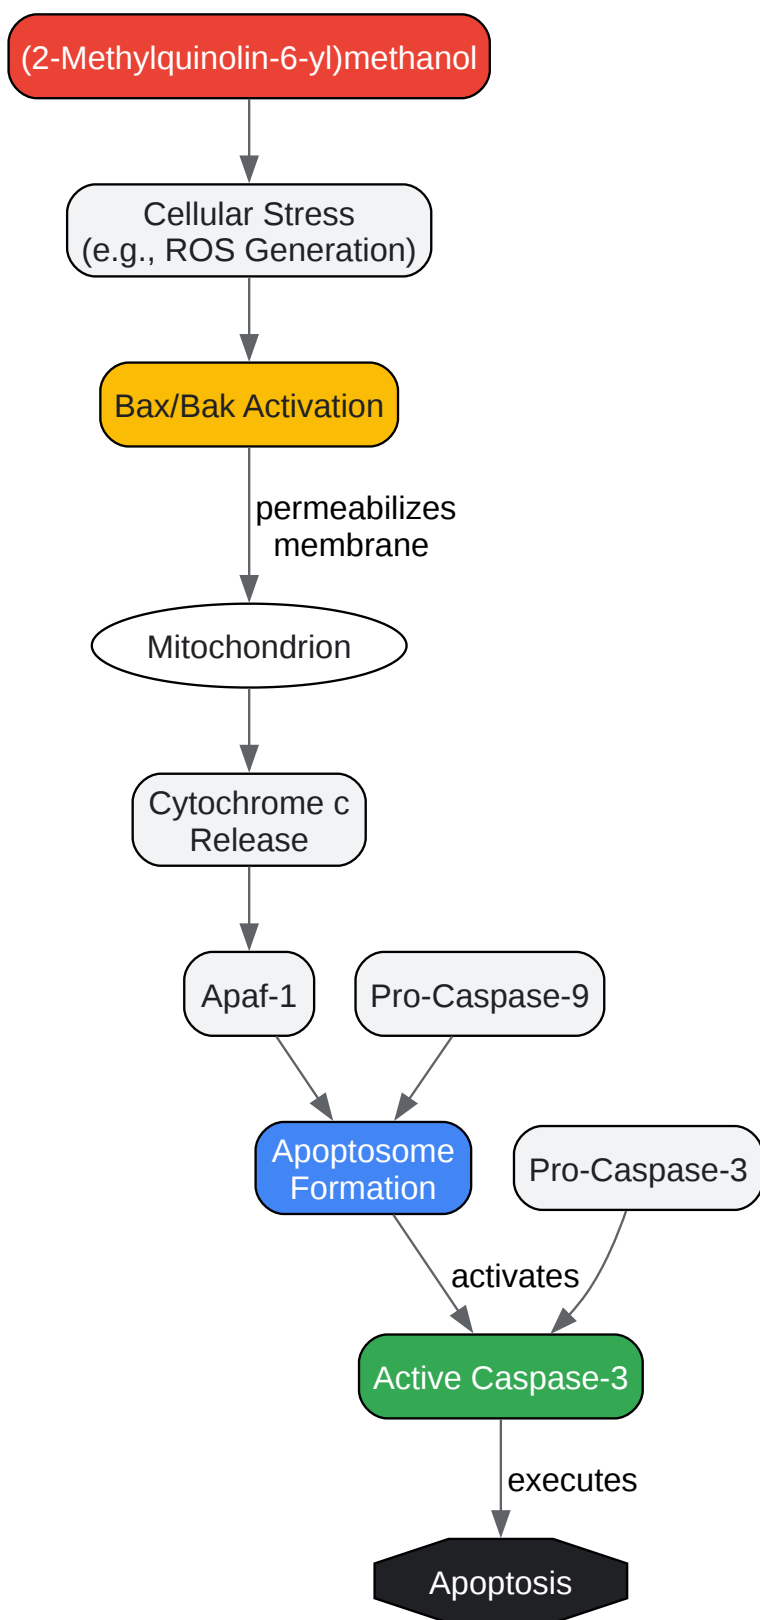 (2-Methylquinolin-6-yl)methanol
Cellular Stress
(e.g., ROS Generation)
Bax/Bak Activation
permeabilizes
membrane
Mitochondrion
Cytochrome c
Release
Apaf-1
Pro-Caspase-9
Apoptosome
Formation
Pro-Caspase-3
activates
Active Caspase-3
executes
Apoptosis